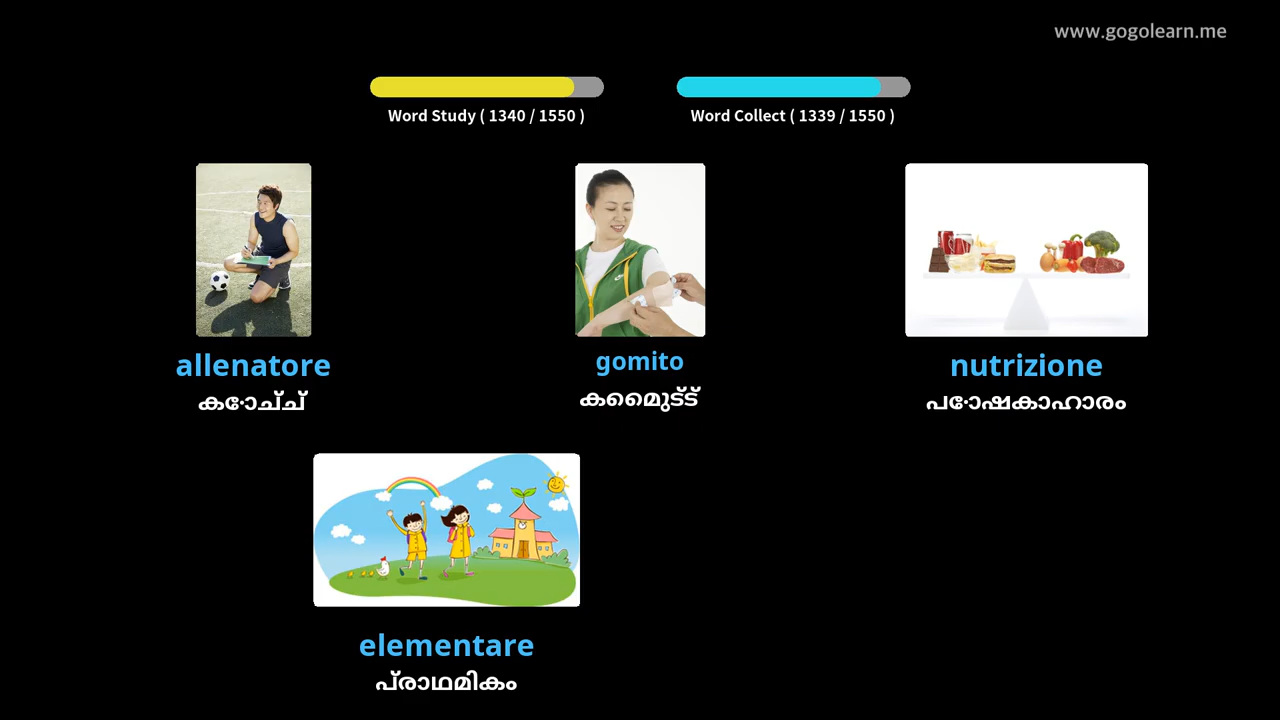 www.gogolearn.me
Word Study ( 1340 / 1550 )
Word Collect ( 1339 / 1550 )
allenatore
കോച്ച്
gomito
കൈമുട്ട്
nutrizione
പോഷകാഹാരം
elementare
പ്രാഥമികം